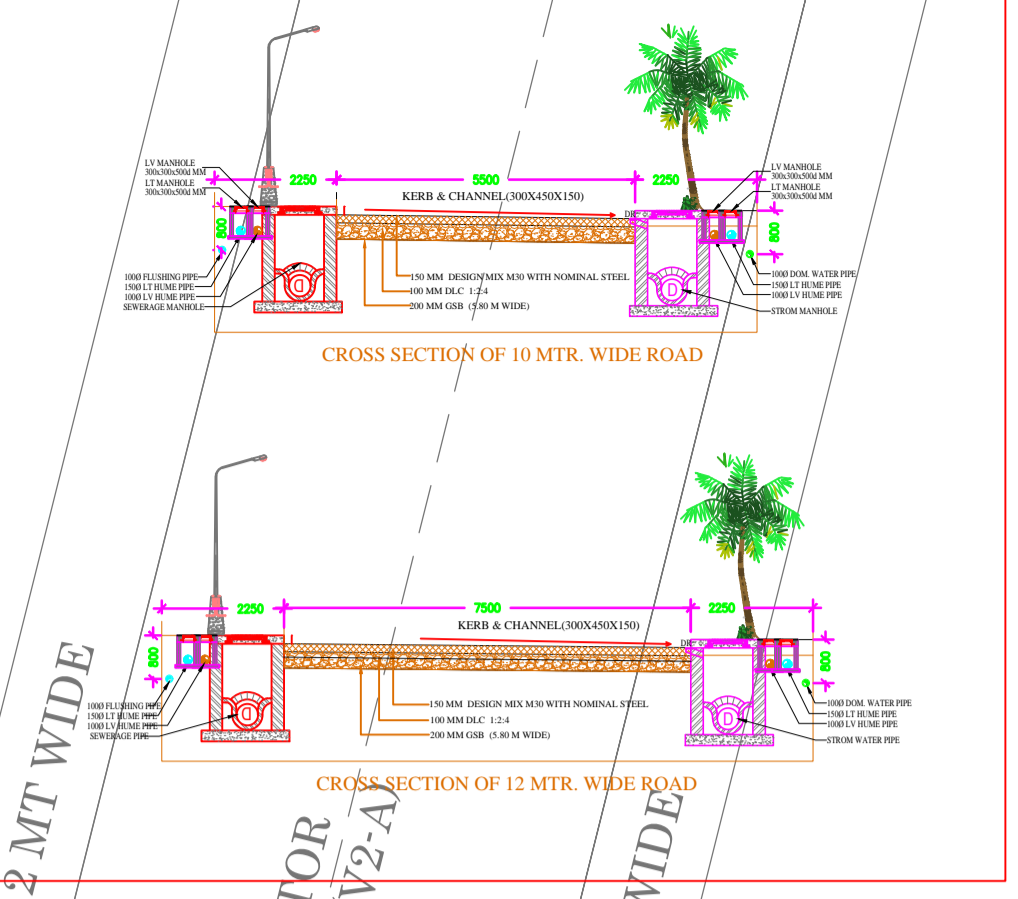 LV MANHOLE
300x300x500d MM
LT MANHOLE
300x300x500d MM
2250
5500
2250
LV MANHOLE
300x300x500d MM
LT MANHOLE
300x300x500d MM
KERB & CHANNEL(300X450X150)
800
800
D
D
100Ø FLUSHING PIPE
150Ø LT HUME PIPE
100Ø LV HUME PIPE
SEWERAGE MANHOLE
150 MM DESIGN MIX M30 WITH NOMINAL STEEL
100 MM DLC 1:2:4
200 MM GSB (5.80 M WIDE)
100Ø DOM. WATER PIPE
150Ø LT HUME PIPE
100Ø LV HUME PIPE
STROM MANHOLE
CROSS SECTION OF 10 MTR. WIDE ROAD
2250
7500
2250
KERB & CHANNEL(300X450X150)
800
800
D
D
100Ø FLUSHING PIPE
150Ø LT HUME PIPE
100Ø LV HUME PIPE
SEWERAGE PIPE
150 MM DESIGN MIX M30 WITH NOMINAL STEEL
100 MM DLC 1:2:4
200 MM GSB (5.80 M WIDE)
100Ø DOM. WATER PIPE
150Ø LT HUME PIPE
100Ø LV HUME PIPE
STROM WATER PIPE
CROSS SECTION OF 12 MTR. WIDE ROAD
2 MT WIDE
TOR
V2-A)
WIDE